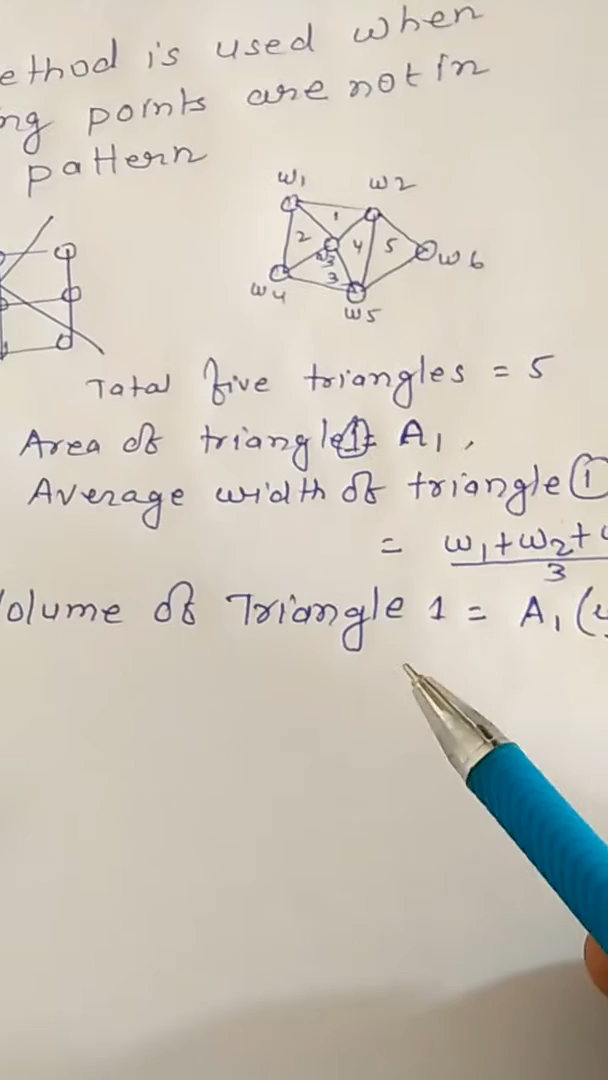 ethod is used when
ng points are not in
pattern
w1 w2
1
2 4 5 w6
w3
3
w4
w5
Total five triangles = 5
Area of triangle 1 = A1,
Average width of triangle 1
= w1+w2+
3
olume of Triangle 1 = A1 (